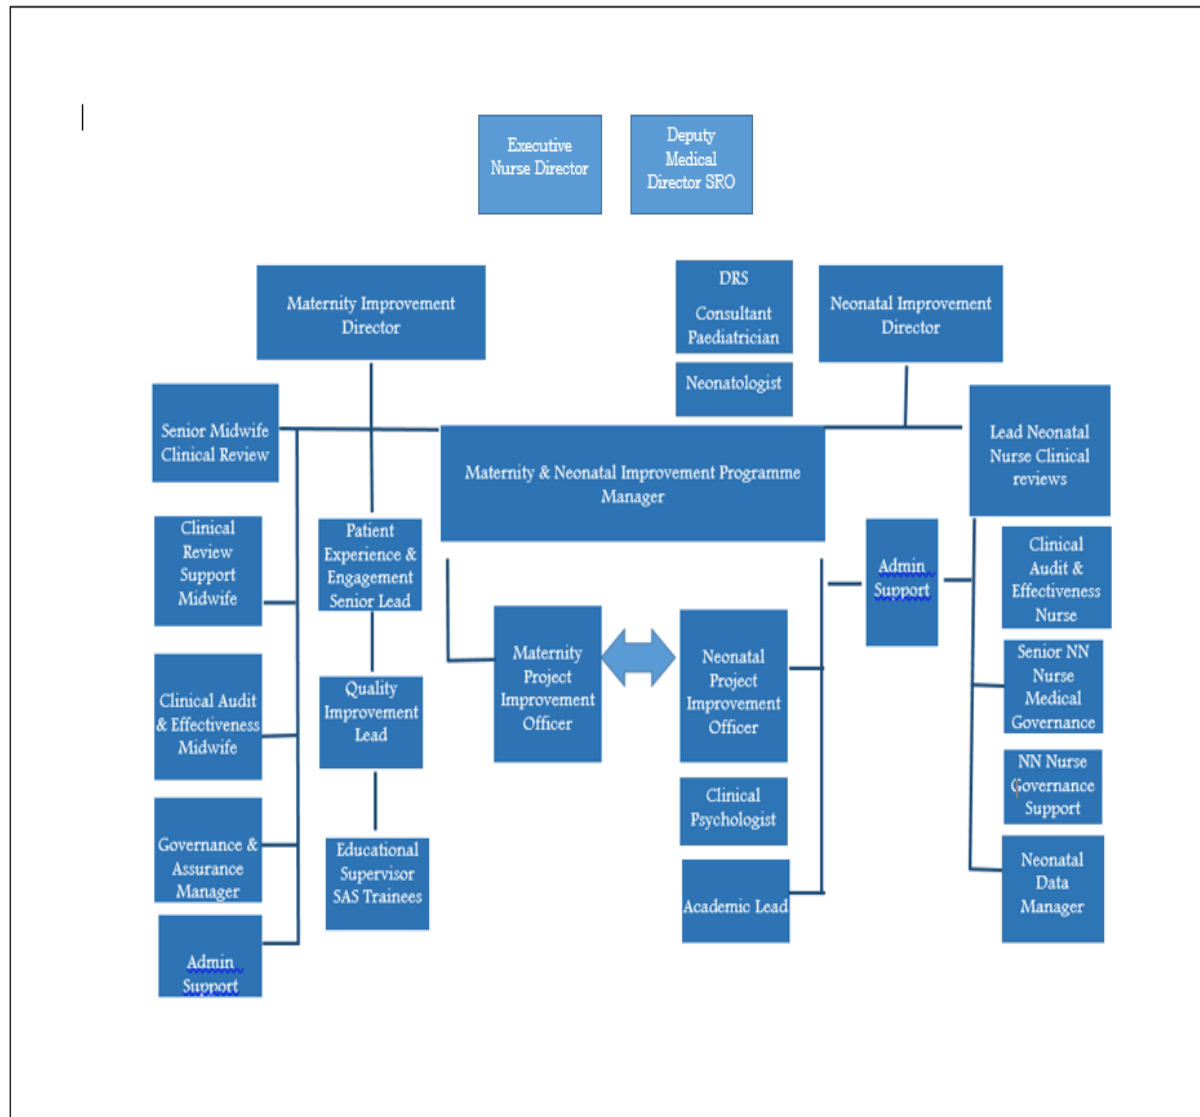 Executive
Nurse Director
Deputy
Medical
Director SRO
Maternity Improvement
Director
DRS
Consultant
Paediatrician
Neonatologist
Neonatal Improvement
Director
Senior Midwife
Clinical Review
Maternity & Neonatal Improvement Programme
Manager
Lead Neonatal
Nurse Clinical
reviews
Clinical
Review
Support
Midwife
Patient
Experience &
Engagement
Senior Lead
Admin
Support
Clinical
Audit &
Effectiveness
Nurse
Maternity
Project
Improvement
Officer
Neonatal
Project
Improvement
Officer
Senior NN
Nurse
Medical
Governance
Clinical Audit
& Effectiveness
Midwife
Quality
Improvement
Lead
NN Nurse
Governance
Support
Clinical
Psychologist
Governance &
Assurance
Manager
Educational
Supervisor
SAS Trainees
Academic Lead
Neonatal
Data
Manager
Admin
Support